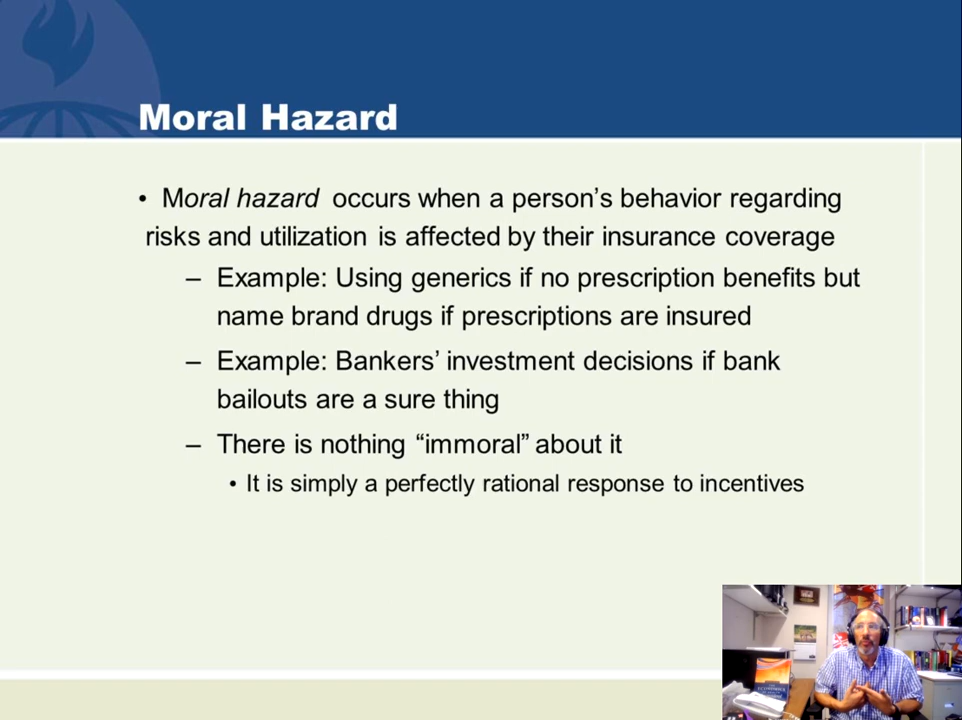 Moral Hazard
• Moral hazard occurs when a person’s behavior regarding
risks and utilization is affected by their insurance coverage
– Example: Using generics if no prescription benefits but
name brand drugs if prescriptions are insured
– Example: Bankers’ investment decisions if bank
bailouts are a sure thing
– There is nothing “immoral” about it
• It is simply a perfectly rational response to incentives
ECONOMICS